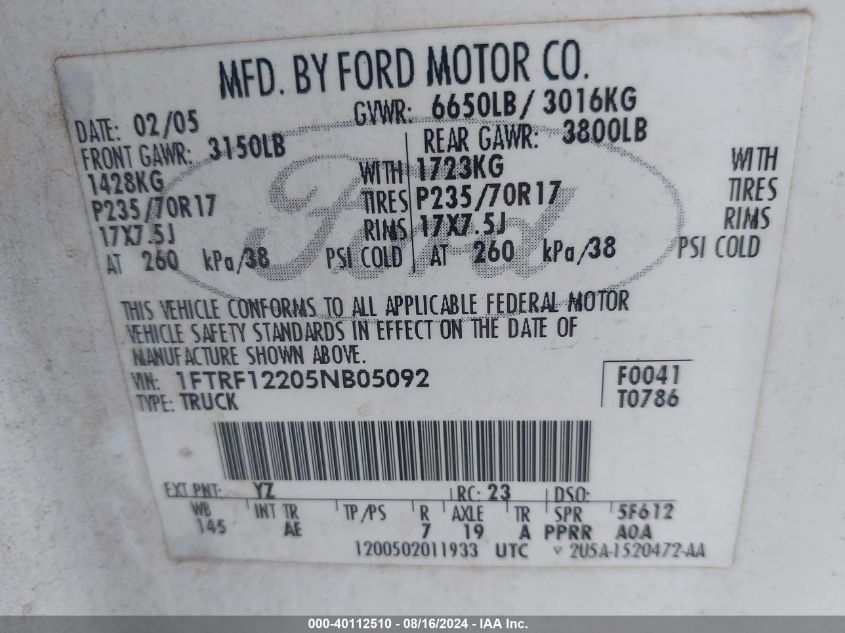 MFD. BY FORD MOTOR CO.
DATE: 02/05 GVWR: 6650LB/ 3016KG
FRONT GAWR: 3150LB REAR GAWR: 3800LB
1428KG WITH 1723KG WITH
P235/70R17 TIRES P235/70R17 TIRES
17X7.5J RIMS 17X7.5J RIMS
AT 260 kPa/38 PSI COLD AT 260 kPa/38 PSI COLD
Ford
THIS VEHICLE CONFORMS TO ALL APPLICABLE FEDERAL MOTOR
VEHICLE SAFETY STANDARDS IN EFFECT ON THE DATE OF
MANUFACTURE SHOWN ABOVE.
VIN: 1FTRF12205NB05092 F0041
TYPE: TRUCK T0786
EXT PNT: YZ RC: 23 DSO:
WB INT TR TP/PS R AXLE TR SPR 5F612
145 AE 7 19 A PPRR A0A
1200502011933 UTC V 2U5A-1520472-AA
000-40112510 - 08/16/2024 - IAA Inc.